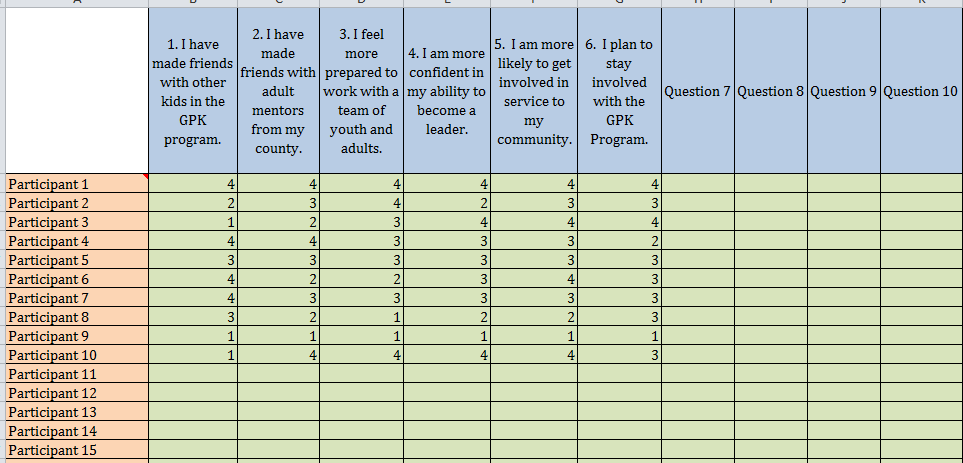 A B C D E F G H I J K
1. I have made friends with other kids in the GPK program. 2. I have made friends with adult mentors from my county. 3. I feel more prepared to work with a team of youth and adults. 4. I am more confident in my ability to become a leader. 5. I am more likely to get involved in service to my community. 6. I plan to stay involved with the GPK Program. Question 7 Question 8 Question 9 Question 10
Participant 1 4 4 4 4 4 4
Participant 2 2 3 4 2 3 3
Participant 3 1 2 3 4 4 4
Participant 4 4 4 3 3 3 2
Participant 5 3 3 3 3 3 3
Participant 6 4 2 2 3 4 3
Participant 7 4 3 3 3 3 3
Participant 8 3 2 1 2 2 3
Participant 9 1 1 1 1 1 1
Participant 10 1 4 4 4 4 3
Participant 11
Participant 12
Participant 13
Participant 14
Participant 15